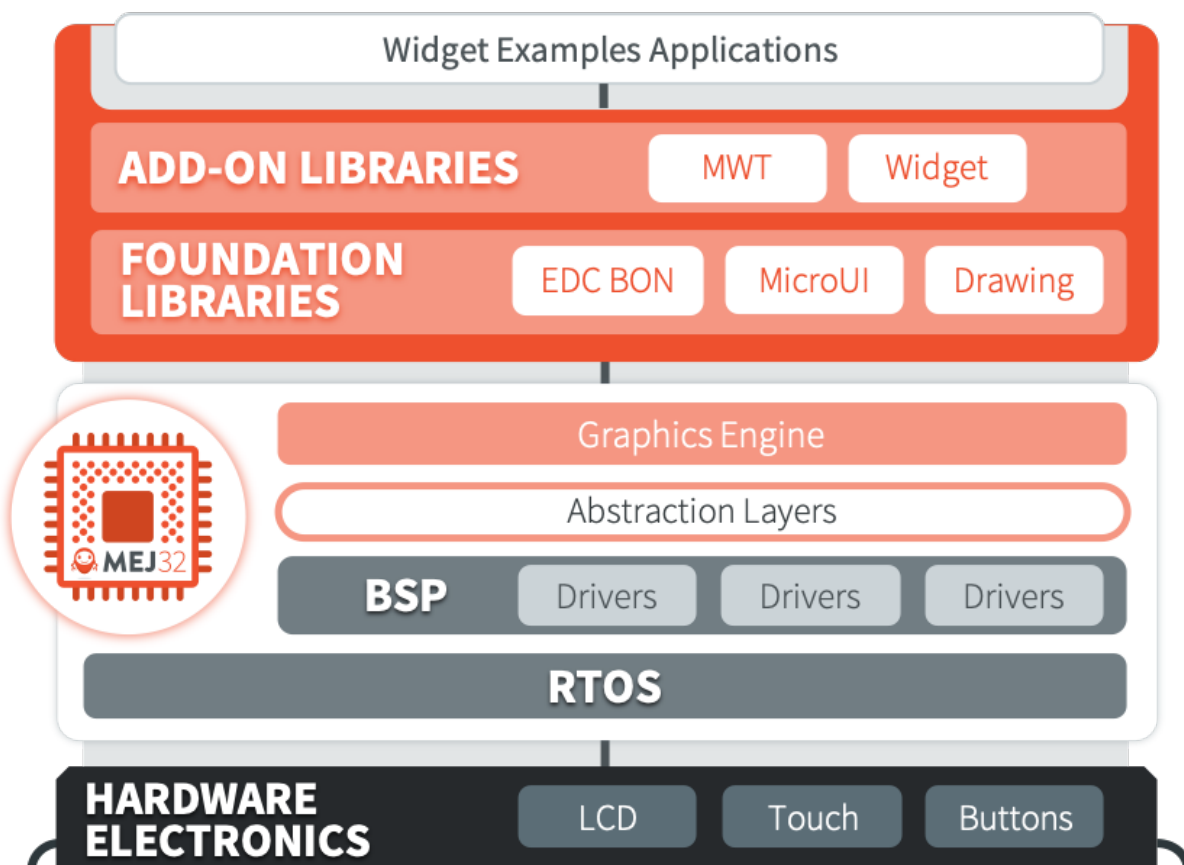 Widget Examples Applications
ADD-ON LIBRARIES
MWT
Widget
FOUNDATION
LIBRARIES
EDC BON
MicroUI
Drawing
Graphics Engine
Abstraction Layers
MEJ32
BSP
Drivers
Drivers
Drivers
RTOS
HARDWARE
ELECTRONICS
LCD
Touch
Buttons